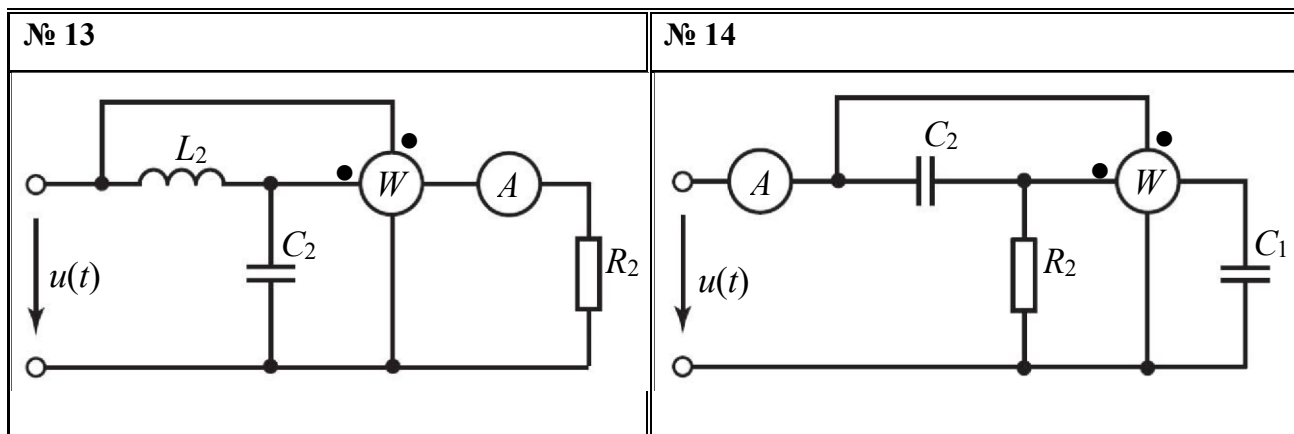 № 13
L₂
W
A
C₂
R₂
u(t)
№ 14
C₂
A
W
R₂
C₁
u(t)